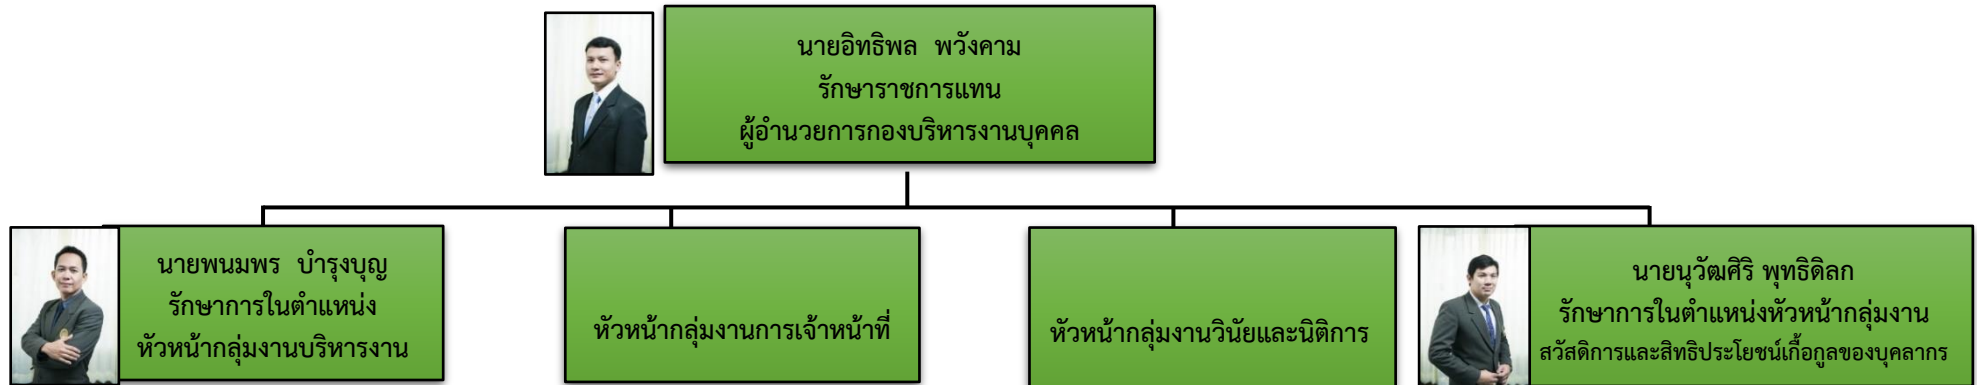 นายอิทธิพล พวังคาม
รักษาราชการแทน
ผู้อำนวยการกองบริหารงานบุคคล
นายพนมพร บำรุงบุญ
รักษาการในตำแหน่ง
หัวหน้ากลุ่มงานบริหารงาน
หัวหน้ากลุ่มงานการเจ้าหน้าที่
หัวหน้ากลุ่มงานวินัยและนิติการ
นายนุวัฒศิริ พุทธิดิลก
รักษาการในตำแหน่งหัวหน้ากลุ่มงาน
สวัสดิการและสิทธิประโยชน์เกื้อกูลของบุคลากร